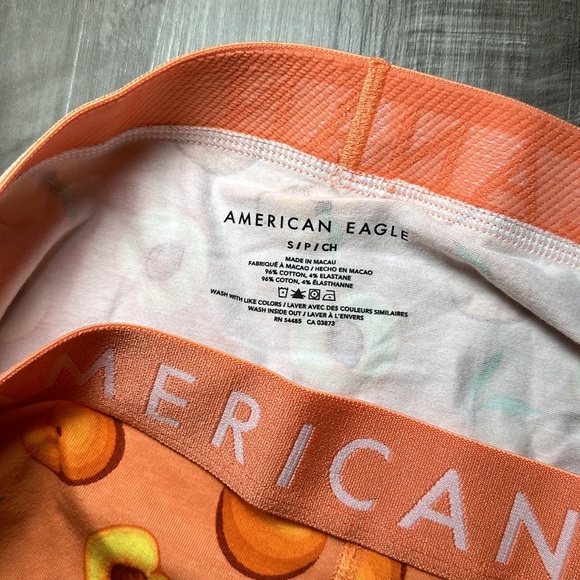 AMERICAN EAGLE
S / P / CH
MADE IN MACAU
FABRIQUÉ À MACAO / HECHO EN MACAO
96% COTTON, 4% ELASTANE
96% COTON, 4% ÉLASTHANNE
WASH WITH LIKE COLORS / LAVER AVEC DES COULEURS SIMILAIRES
WASH INSIDE OUT / LAVER À L'ENVERS
RN 54485 CA 03873
MERICAN